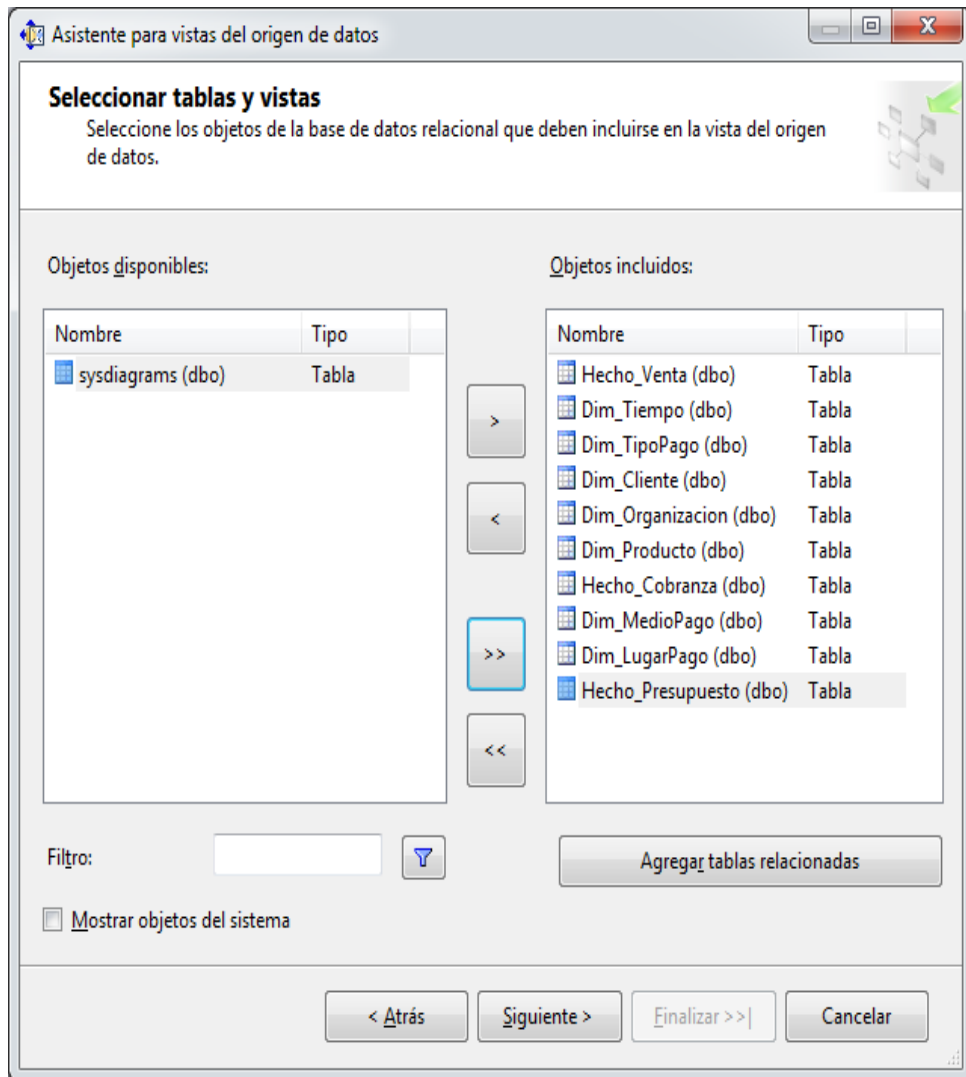 Asistente para vistas del origen de datos
Seleccionar tablas y vistas
Seleccione los objetos de la base de datos relacional que deben incluirse en la vista del origen
de datos.
Objetos disponibles:
Nombre Tipo
sysdiagrams (dbo) Tabla
>
<
>>
<<
Objetos incluidos:
Nombre Tipo
Hecho_Venta (dbo) Tabla
Dim_Tiempo (dbo) Tabla
Dim_TipoPago (dbo) Tabla
Dim_Cliente (dbo) Tabla
Dim_Organizacion (dbo) Tabla
Dim_Producto (dbo) Tabla
Hecho_Cobranza (dbo) Tabla
Dim_MedioPago (dbo) Tabla
Dim_LugarPago (dbo) Tabla
Hecho_Presupuesto (dbo) Tabla
Filtro:
Agregar tablas relacionadas
Mostrar objetos del sistema
< Atrás Siguiente > Finalizar >>| Cancelar